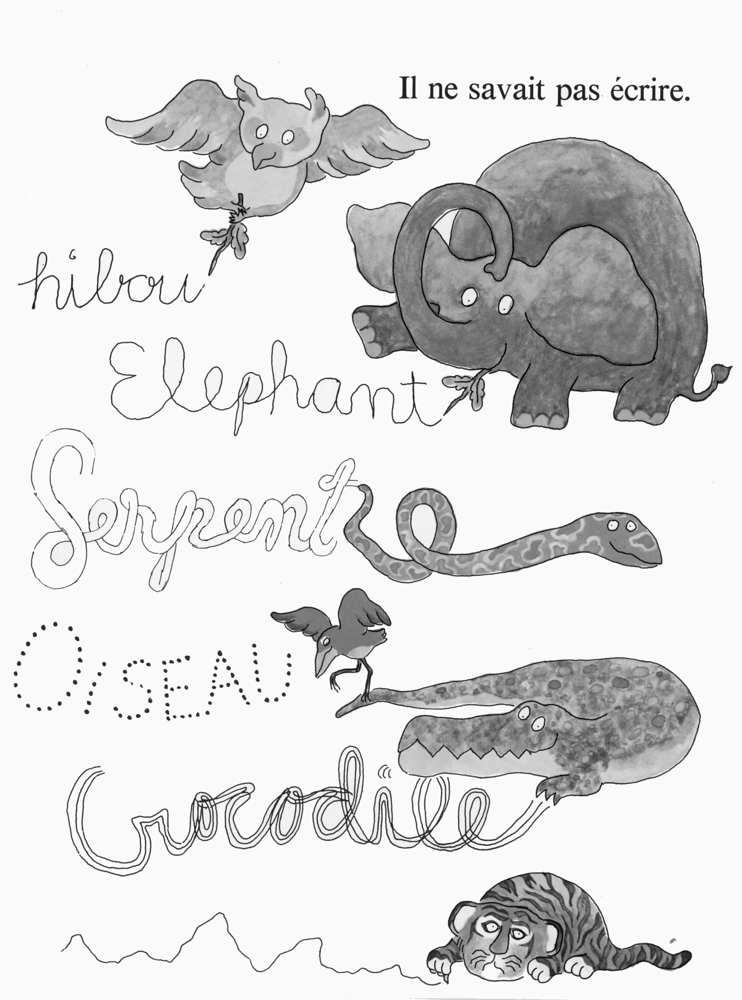 Il ne savait pas écrire.
hibou
Elephant
Serpent
OiSEAU
Crocodile